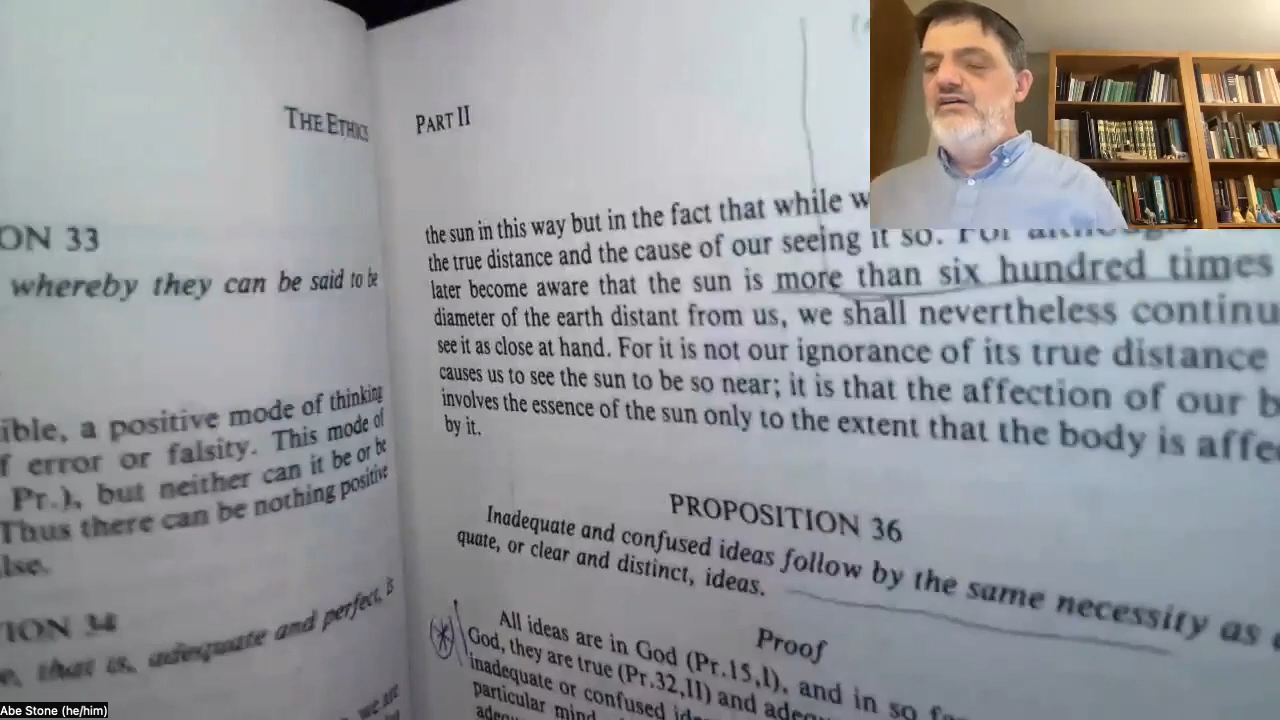 THE ETHICS
ON 33
whereby they can be said to be
ible, a positive mode of thinking
f error or falsity. This mode of
Pr.), but neither can it be or be
Thus there can be nothing positive
lse.
ION 34
e, that is, adequate and perfect, is
we are
PART II
the sun in this way but in the fact that while w
the true distance and the cause of our seeing it so. For
later become aware that the sun is more than six hundred times
diameter of the earth distant from us, we shall nevertheless continu
see it as close at hand. For it is not our ignorance of its true distance
causes us to see the sun to be so near; it is that the affection of our b
involves the essence of the sun only to the extent that the body is affe
by it.
PROPOSITION 36
Inadequate and confused ideas follow by the same necessity as
quate, or clear and distinct, ideas.
Proof
All ideas are in God (Pr.15,I), and in so
God, they are true (Pr.32,II) and adeq
inadequate or confused ide
particular mind
adeq
Abe Stone (he/him)